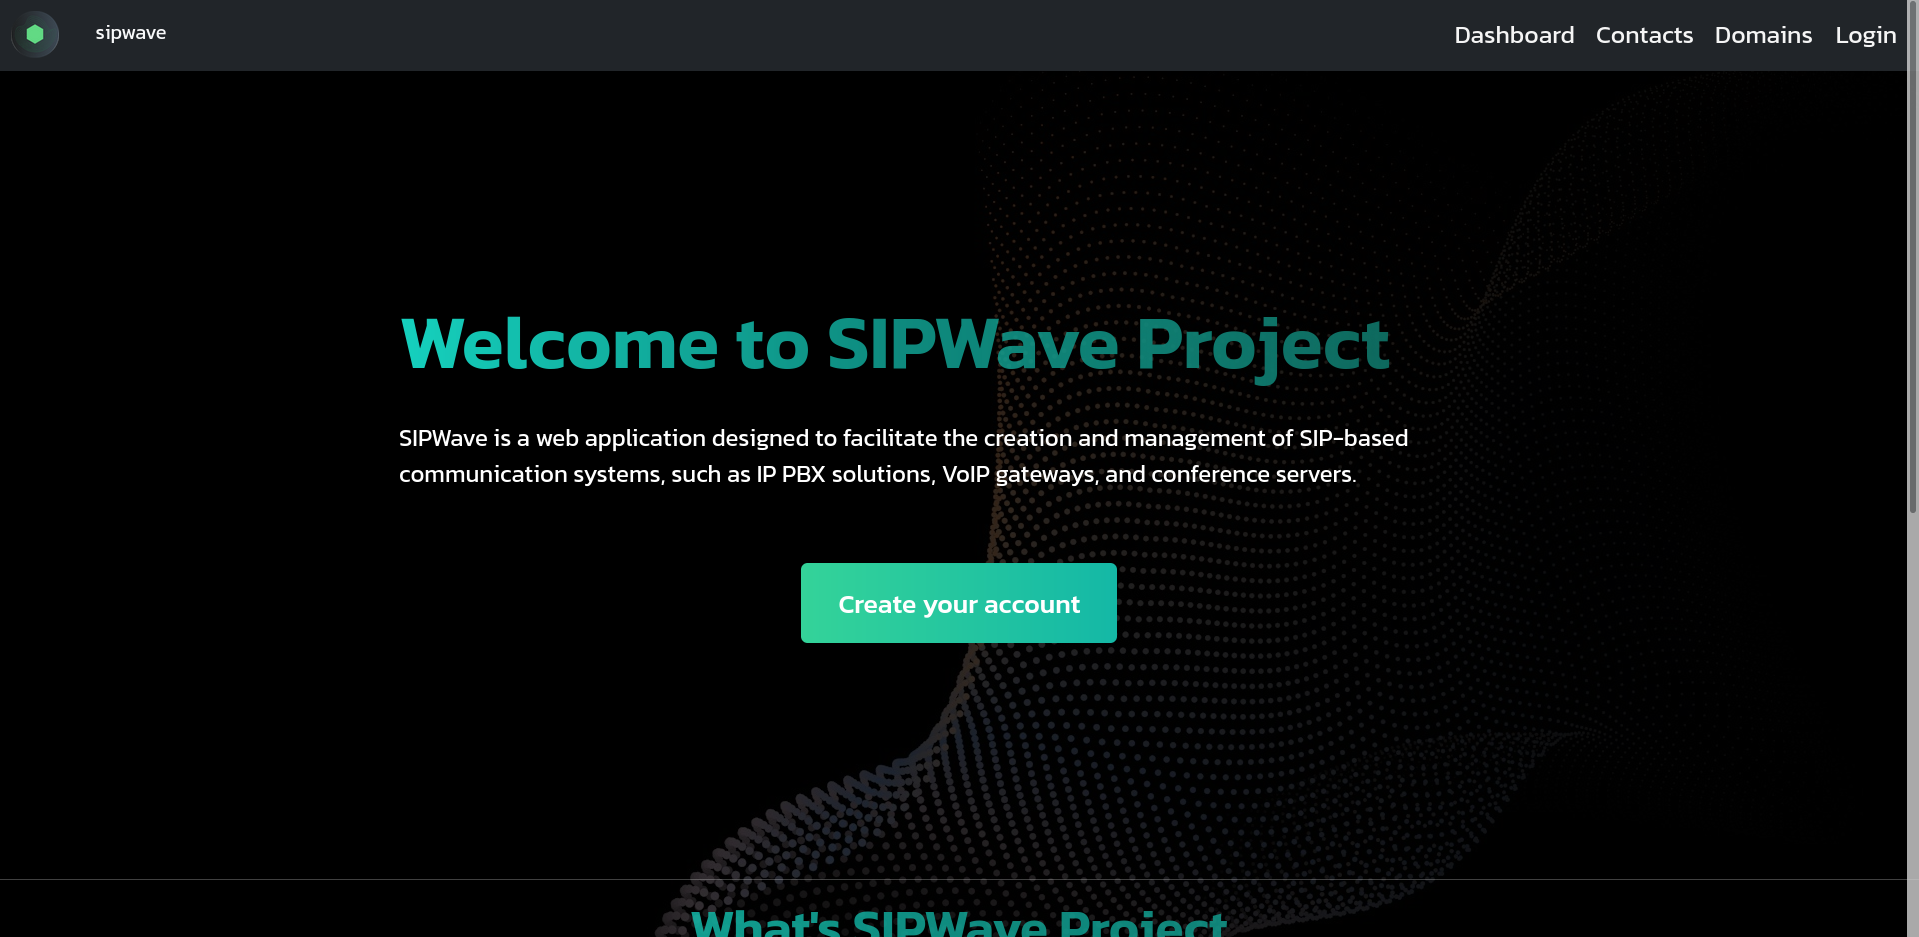 sipwave
Dashboard Contacts Domains Login
Welcome to SIPWave Project
SIPWave is a web application designed to facilitate the creation and management of SIP-based
communication systems, such as IP PBX solutions, VoIP gateways, and conference servers.
Create your account
What's SIPWave Project